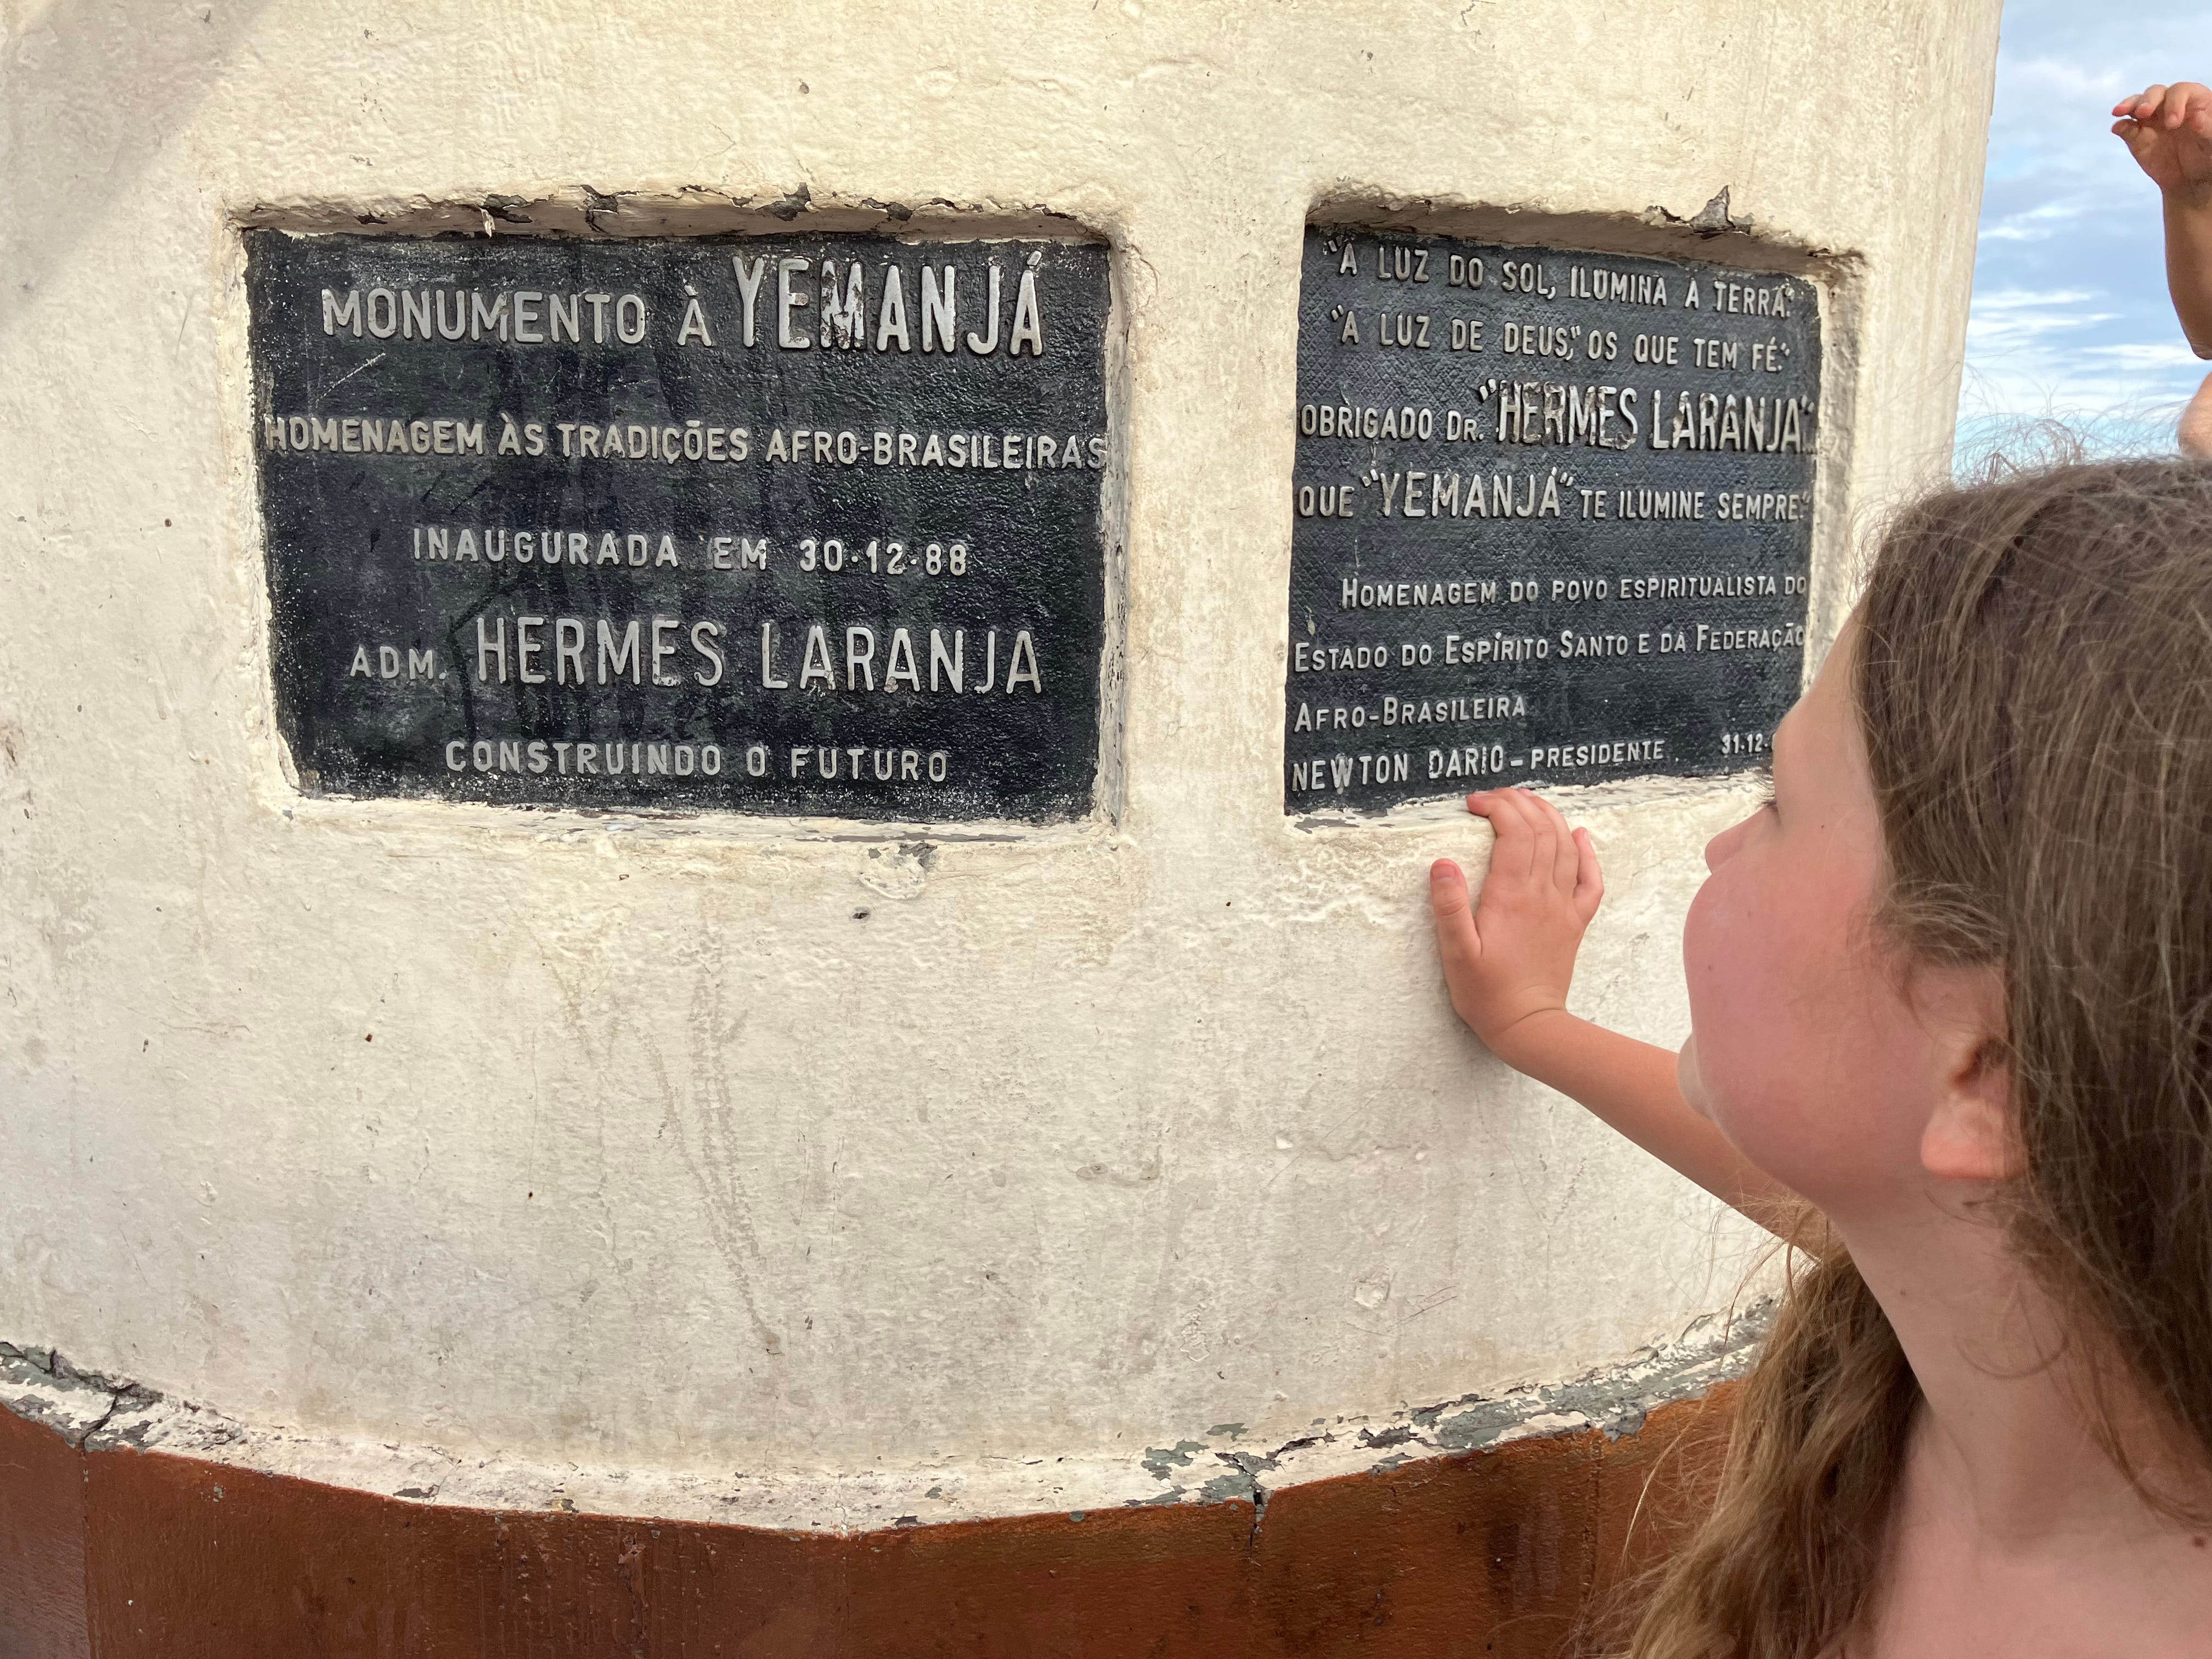 MONUMENTO À YEMANJÁ
HOMENAGEM ÀS TRADIÇÕES AFRO-BRASILEIRAS
INAUGURADA EM 30·12·88
ADM. HERMES LARANJA
CONSTRUINDO O FUTURO
"A LUZ DO SOL, ILUMINA A TERRA."
"A LUZ DE DEUS," OS QUE TEM FÉ."
OBRIGADO DR. "HERMES LARANJA"...
QUE "YEMANJÁ" TE ILUMINE SEMPRE."
HOMENAGEM DO POVO ESPIRITUALISTA DO
ESTADO DO ESPÍRITO SANTO E DA FEDERAÇÃO
AFRO-BRASILEIRA
NEWTON DARIO - PRESIDENTE 31·12·